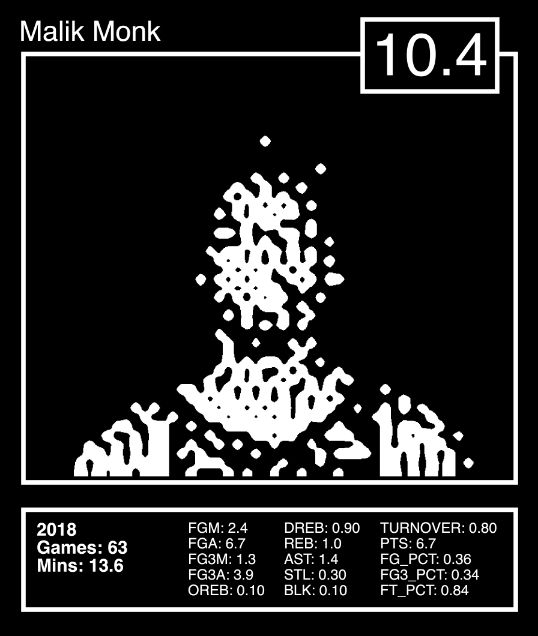 Malik Monk
10.4
2018
Games: 63
Mins: 13.6
FGM: 2.4
FGA: 6.7
FG3M: 1.3
FG3A: 3.9
OREB: 0.10
DREB: 0.90
REB: 1.0
AST: 1.4
STL: 0.30
BLK: 0.10
TURNOVER: 0.80
PTS: 6.7
FG_PCT: 0.36
FG3_PCT: 0.34
FT_PCT: 0.84